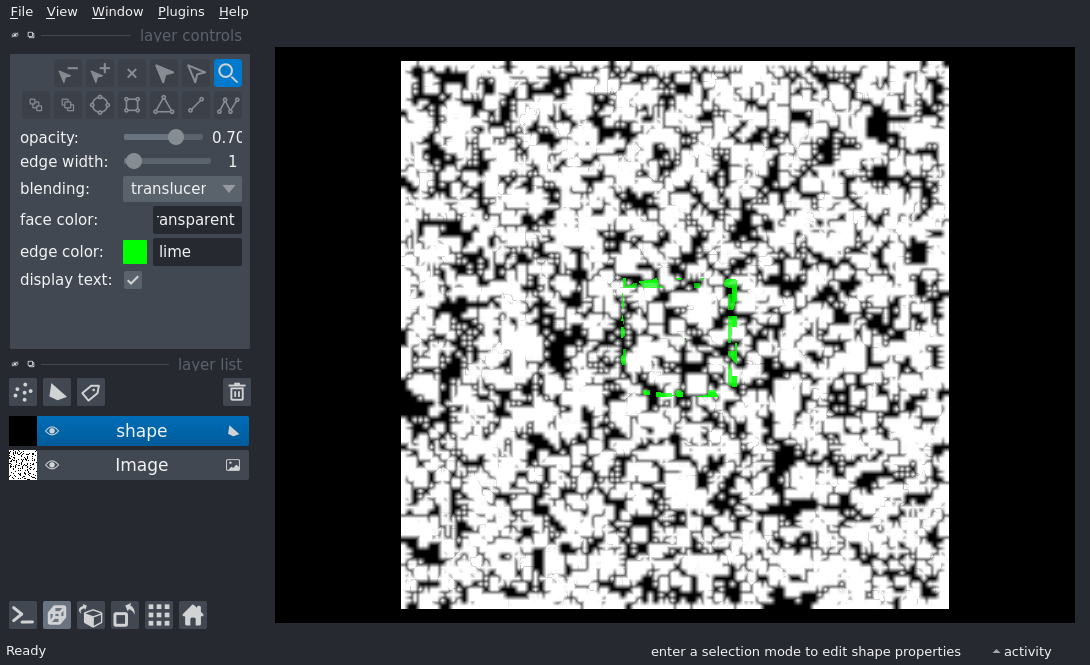 File View Window Plugins Help
layer controls
opacity: 0.70
edge width: 1
blending: translucer
face color: ansparent
edge color: lime
display text:
layer list
shape
Image
Ready
enter a selection mode to edit shape properties
activity